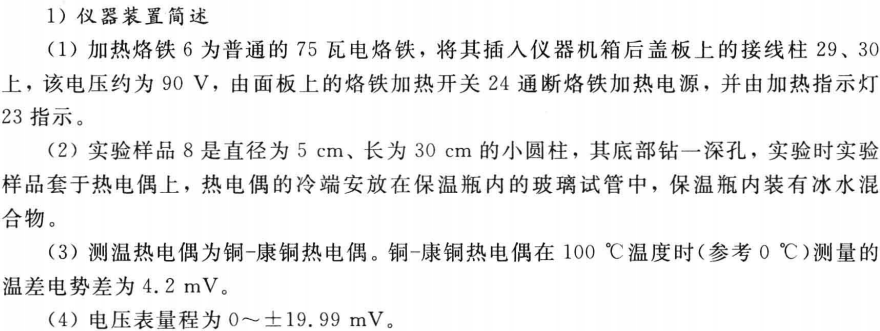 1）仪器装置简述
（1）加热烙铁 6 为普通的 75 瓦电烙铁，将其插入仪器机箱后盖板上的接线柱 29、30
上，该电压约为 90 V，由面板上的烙铁加热开关 24 通断烙铁加热电源，并由加热指示灯
23 指示。
（2）实验样品 8 是直径为 5 cm、长为 30 cm 的小圆柱，其底部钻一深孔，实验时实验
样品套于热电偶上，热电偶的冷端安放在保温瓶内的玻璃试管中，保温瓶内装有冰水混
合物。
（3）测温热电偶为铜-康铜热电偶。铜-康铜热电偶在 100 ℃温度时（参考 0 ℃）测量的
温差电势差为 4.2 mV。
（4）电压表量程为 0～±19.99 mV。